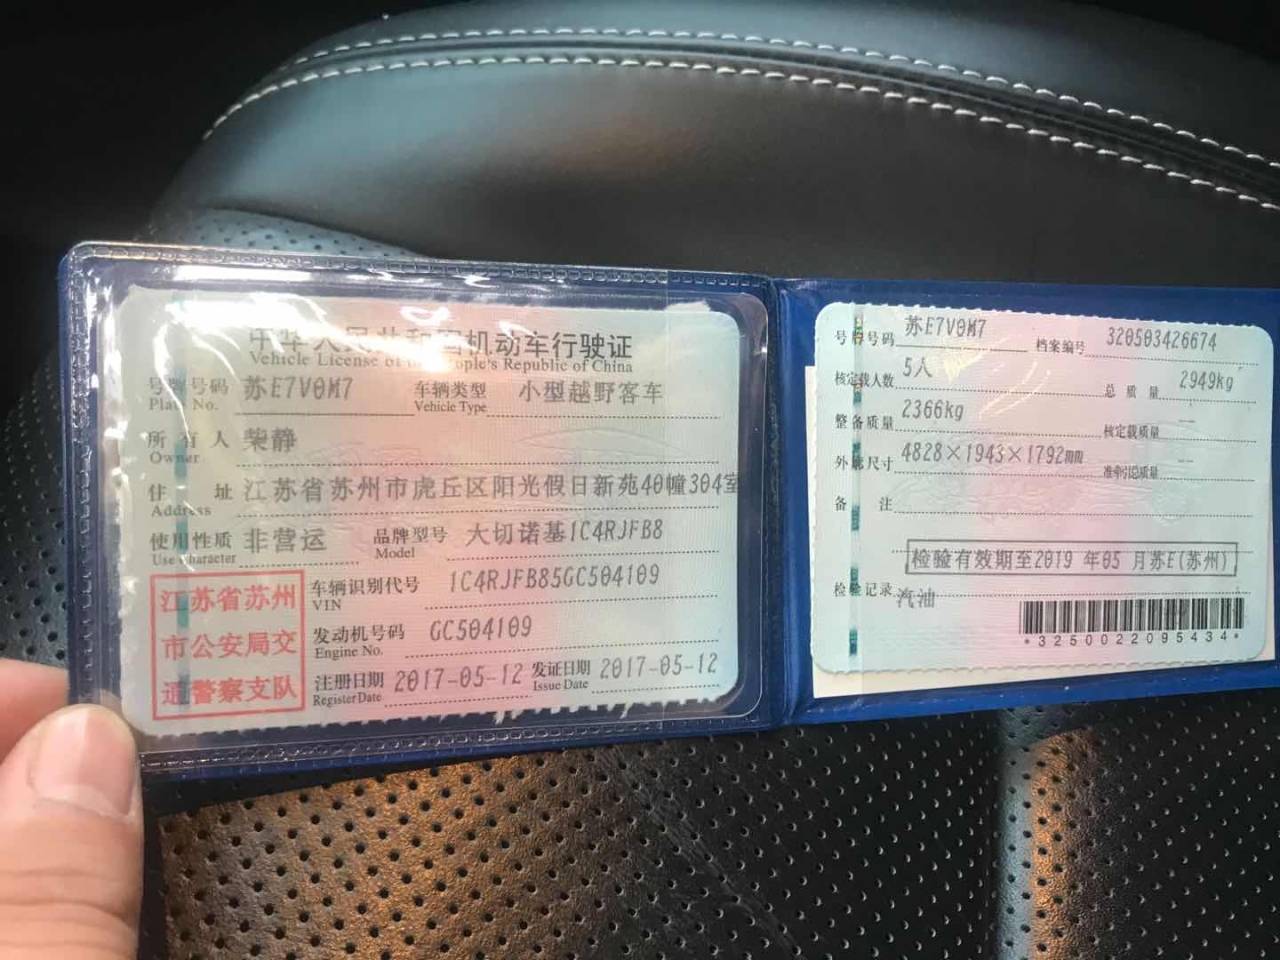 中华人民共和国机动车行驶证
Vehicle License of the People's Republic of China
号牌号码 苏E7V0M7 车辆类型 小型越野客车
Plate No. Vehicle Type
所有人 柴静
Owner
住址 江苏省苏州市虎丘区阳光假日新苑40幢304室
Address
使用性质 非营运 品牌型号 大切诺基1C4RJFB8
Use Character Model
江苏省苏州
市公安局交
通警察支队
车辆识别代号 1C4RJFB85GC504109
VIN
发动机号码 GC504109
Engine No.
注册日期 2017-05-12 发证日期 2017-05-12
Register Date Issue Date
号牌号码 苏E7V0M7 档案编号 320503426674
核定载人数 5人 总质量 2949kg
整备质量 2366kg 核定载质量 --
外廓尺寸 4828×1943×1792mm 准牵引总质量 --
备注
检验有效期至2019 年05 月苏E(苏州)
检验记录 汽油
*3250022095434*